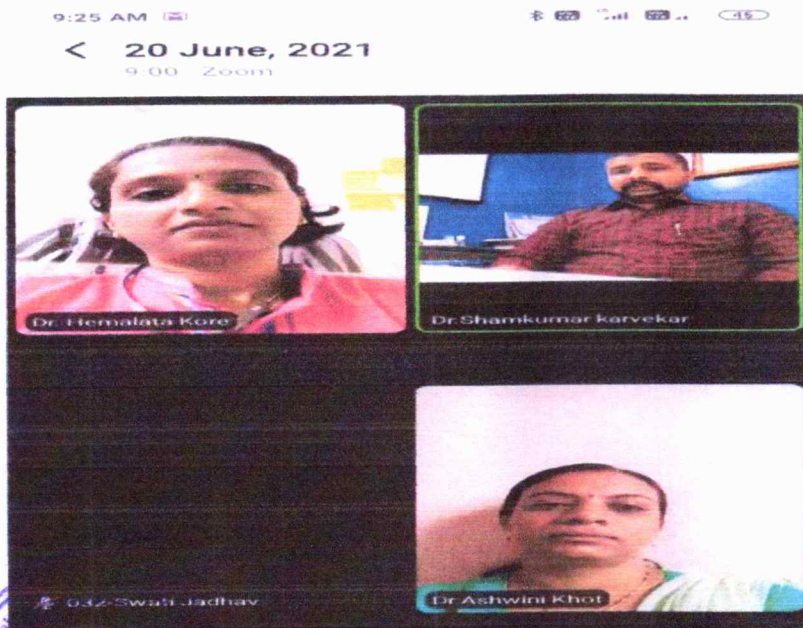 9:25 AM
45
< 20 June, 2021
9:00 Zoom
Dr. Hemalata Kore
Dr.Shamkumar karvekar
032-Swati Jadhav
Dr Ashwini Khot